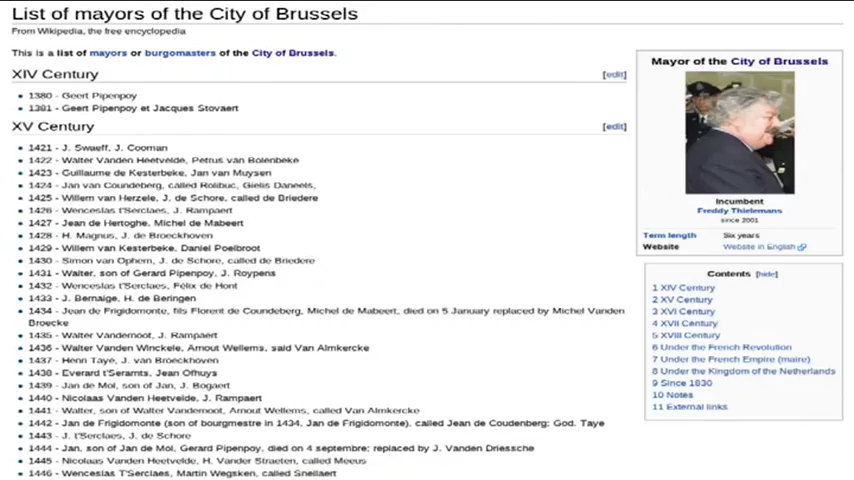 List of mayors of the City of Brussels
From Wikipedia, the free encyclopedia
This is a list of mayors or burgomasters of the City of Brussels.
XIV Century [edit]
1380 - Geert Pipenpoy
1381 - Geert Pipenpoy et Jacques Stovaert
XV Century [edit]
1421 - J. Swaeff, J. Cooman
1422 - Walter Vanden Heetvelde, Petrus van Bolenbeke
1423 - Guillaume de Kesterbeke, Jan van Muysen
1424 - Jan van Coundeberg, called Rolibuc, Gielis Daneels,
1425 - Willem van Herzele, J. de Schore, called de Briedere
1426 - Wenceslas t'Serclaes, J. Rampaert
1427 - Jean de Hertoghe, Michel de Mabeert
1428 - H. Magnus, J. de Broeckhoven
1429 - Willem van Kesterbeke, Daniel Poelbroot
1430 - Simon van Ophem, J. de Schore, called de Briedere
1431 - Walter, son of Gerard Pipenpoy, J. Roypens
1432 - Wenceslas t'Serclaes, Félix de Hont
1433 - J. Bernaige, H. de Beringen
1434 - Jean de Frigidomonte, fils Florent de Coundeberg, Michel de Mabeert, died on 5 January replaced by Michel Vanden
Broecke
1435 - Walter Vandernoot, J. Rampaert
1436 - Walter Vanden Winckele, Arnout Wellems, said Van Almkercke
1437 - Henri Taye, J. van Broeckhoven
1438 - Everard t'Seramts, Jean Ofhuys
1439 - Jan de Mol, son of Jan, J. Bogaert
1440 - Nicolaas Vanden Heetvelde, J. Rampaert
1441 - Walter, son of Walter Vandernoot, Arnout Wellems, called Van Almkercke
1442 - Jan de Frigidomonte (son of bourgmestre in 1434, Jan de Frigidomonte), called Jean de Coudenberg; God. Taye
1443 - J. t'Serclaes, J. de Schore
1444 - Jan, son of Jan de Mol, Gerard Pipenpoy, died on 4 septembre; replaced by J. Vanden Driessche
1445 - Nicolaas Vanden Heetvelde, H. Vander Straeten, called Meeus
1446 - Wenceslas T'Serclaes, Martin Wegsken, called Snellaert
Mayor of the City of Brussels
Incumbent
Freddy Thielemans
since 2001
Term length Six years
Website Website in English
Contents [hide]
1 XIV Century
2 XV Century
3 XVI Century
4 XVII Century
5 XVIII Century
6 Under the French Revolution
7 Under the French Empire (maire)
8 Under the Kingdom of the Netherlands
9 Since 1830
10 Notes
11 External links